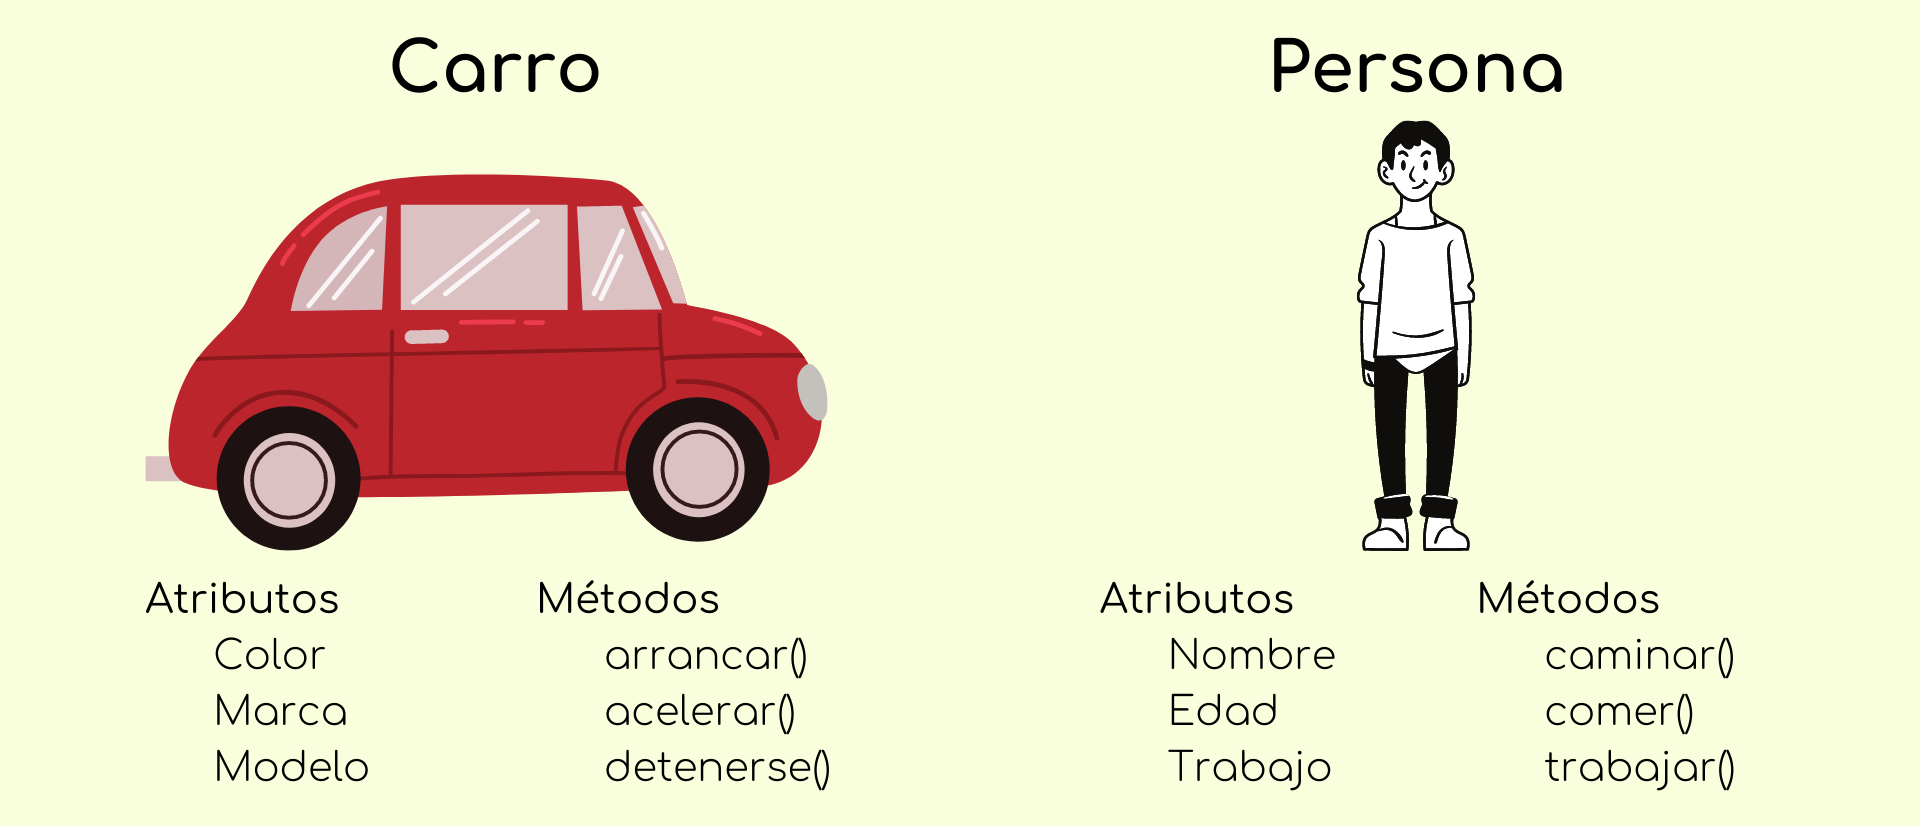 Carro
Atributos
Color
Marca
Modelo
Métodos
arrancar()
acelerar()
detenerse()
Persona
Atributos
Nombre
Edad
Trabajo
Métodos
caminar()
comer()
trabajar()